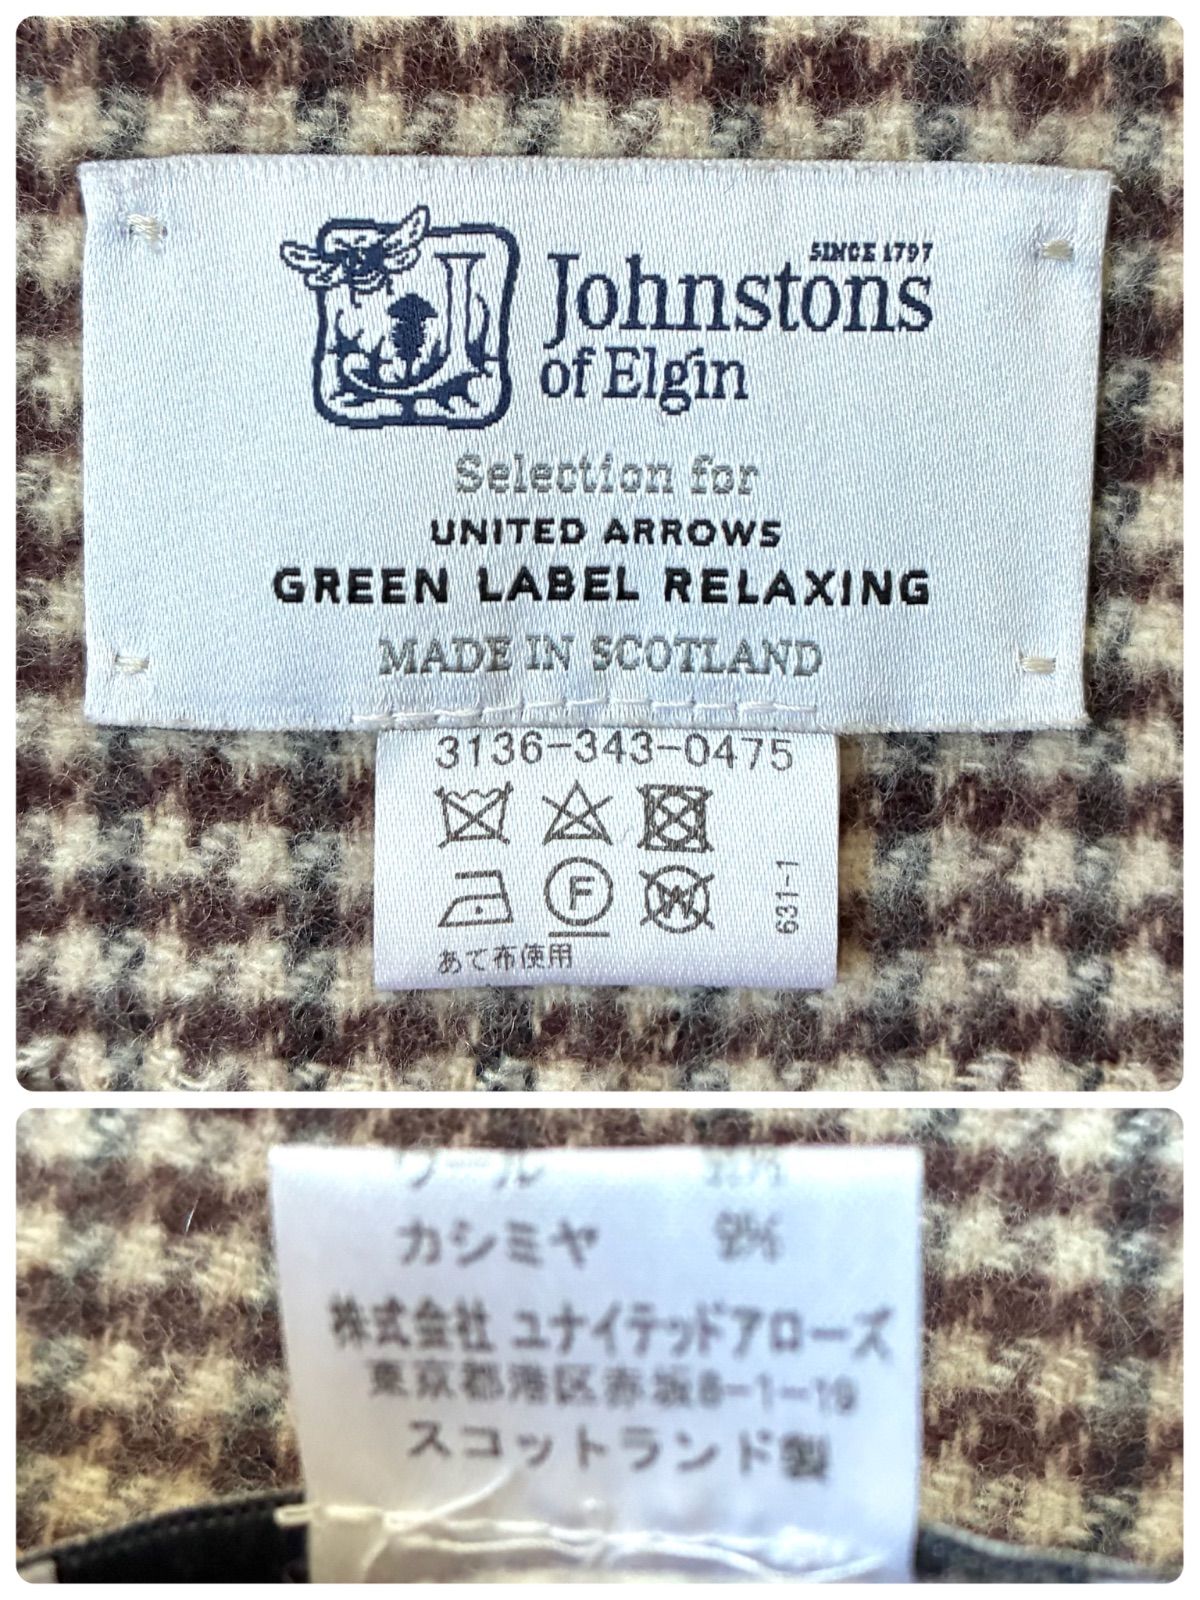 SINCE 1797
Johnstons
of Elgin
Selection for
UNITED ARROWS
GREEN LABEL RELAXING
MADE IN SCOTLAND
3136-343-0475
F
W
631-1
あて布使用
ウール
カシミヤ
株式会社 ユナイテッドアローズ
東京都港区赤坂8-1-19
スコットランド製